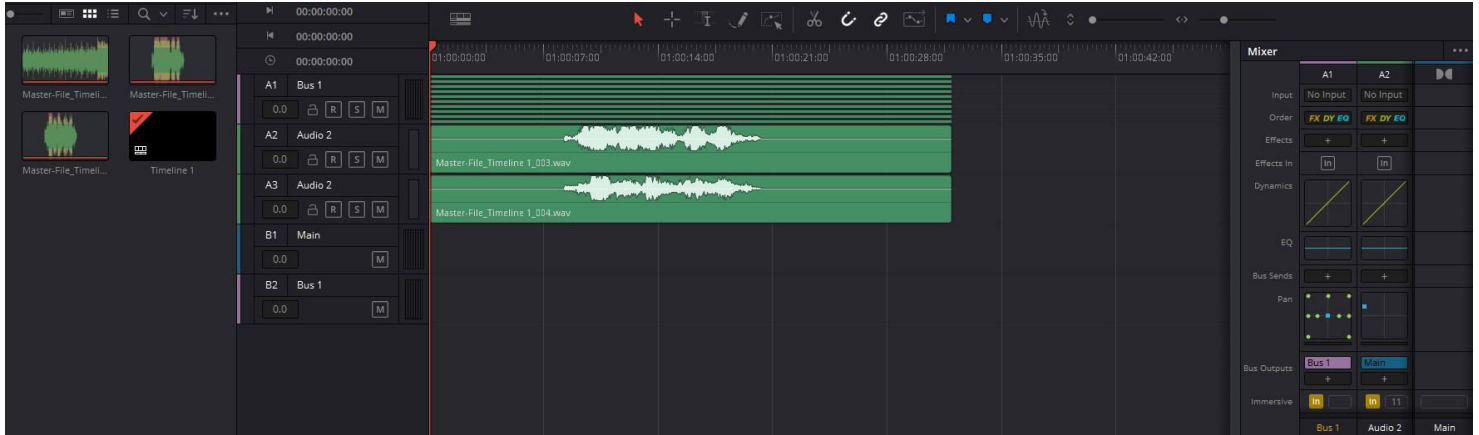 00:00:00:00
00:00:00:00
00:00:00:00
Master-File_Timeli...
Master-File_Timeli...
Master-File_Timeli...
Timeline 1
A1 Bus 1
0.0 R S M
A2 Audio 2
0.0 R S M
A3 Audio 2
0.0 R S M
B1 Main
0.0 M
B2 Bus 1
0.0 M
01:00:00:00 01:00:07:00 01:00:14:00 01:00:21:00 01:00:28:00 01:00:35:00 01:00:42:00
Master-File_Timeline 1_003.wav
Master-File_Timeline 1_004.wav
Mixer
A1 A2
Input No Input No Input
Order FX DY EQ FX DY EQ
Effects + +
Effects In In In
Dynamics
EQ
Bus Sends + +
Pan
Bus Outputs Bus 1 Main
+ +
Immersive In In 11
Bus 1 Audio 2 Main